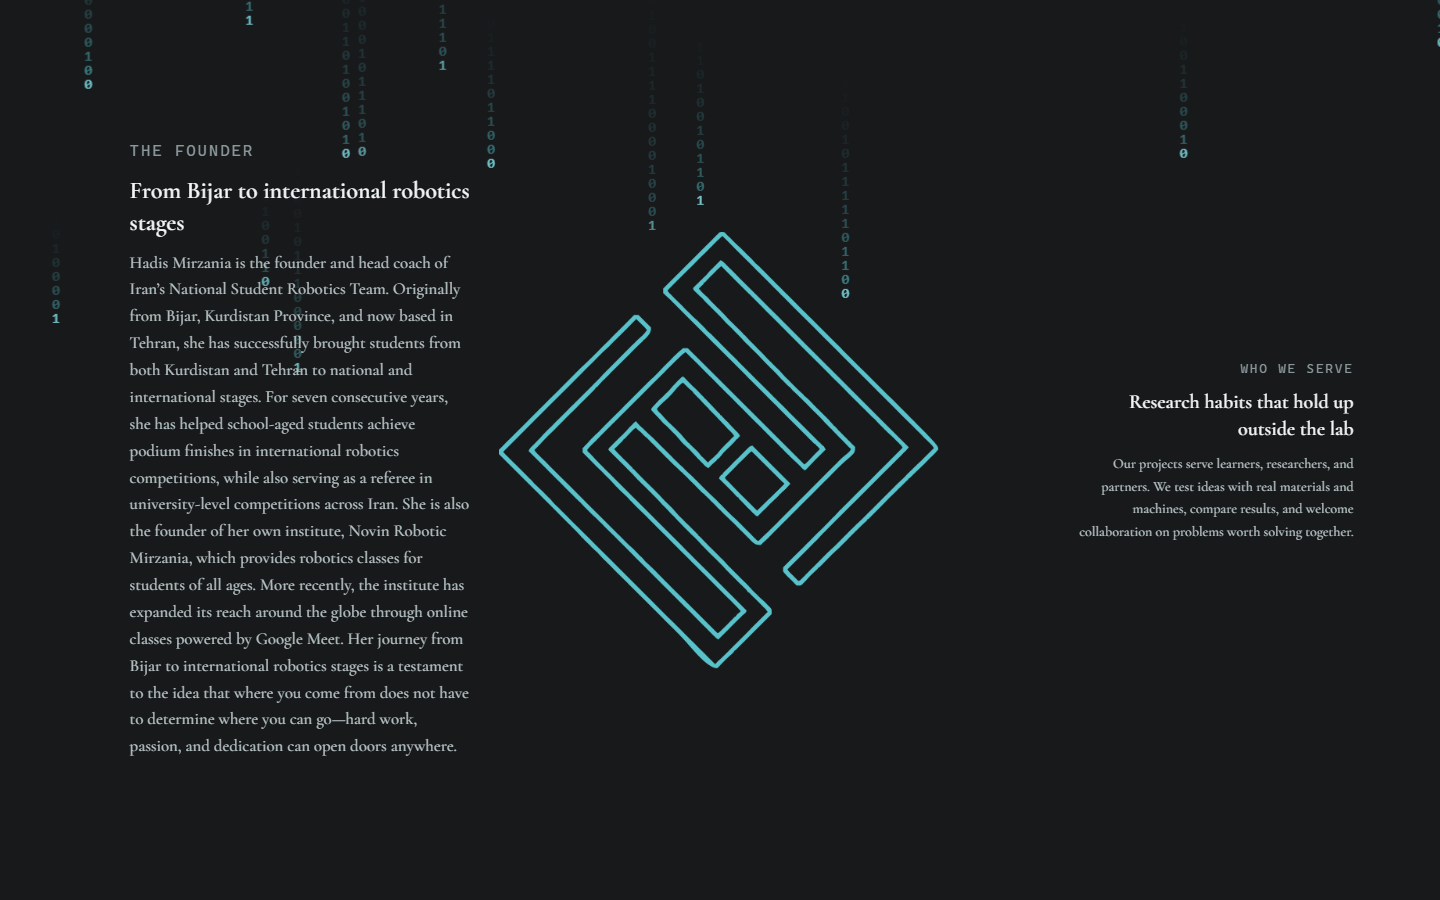 THE FOUNDER
From Bijar to international robotics
stages
Hadis Mirzania is the founder and head coach of
Iran’s National Student Robotics Team. Originally
from Bijar, Kurdistan Province, and now based in
Tehran, she has successfully brought students from
both Kurdistan and Tehran to national and
international stages. For seven consecutive years,
she has helped school-aged students achieve
podium finishes in international robotics
competitions, while also serving as a referee in
university-level competitions across Iran. She is also
the founder of her own institute, Novin Robotic
Mirzania, which provides robotics classes for
students of all ages. More recently, the institute has
expanded its reach around the globe through online
classes powered by Google Meet. Her journey from
Bijar to international robotics stages is a testament
to the idea that where you come from does not have
to determine where you can go—hard work,
passion, and dedication can open doors anywhere.
WHO WE SERVE
Research habits that hold up
outside the lab
Our projects serve learners, researchers, and
partners. We test ideas with real materials and
machines, compare results, and welcome
collaboration on problems worth solving together.